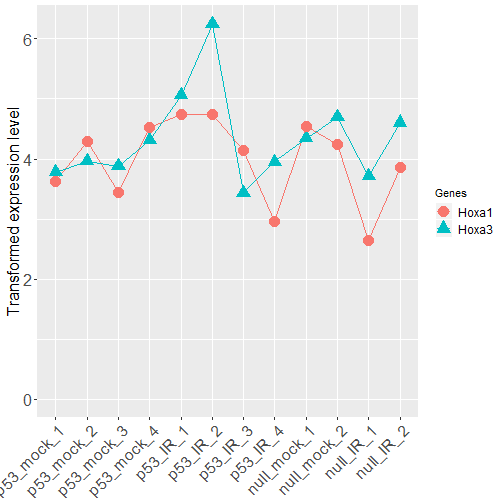 Transformed expression level
6
4
2
0
p53_mock_1
p53_mock_2
p53_mock_3
p53_mock_4
p53_IR_1
p53_IR_2
p53_IR_3
p53_IR_4
null_mock_1
null_mock_2
null_IR_1
null_IR_2
Genes
Hoxa1
Hoxa3